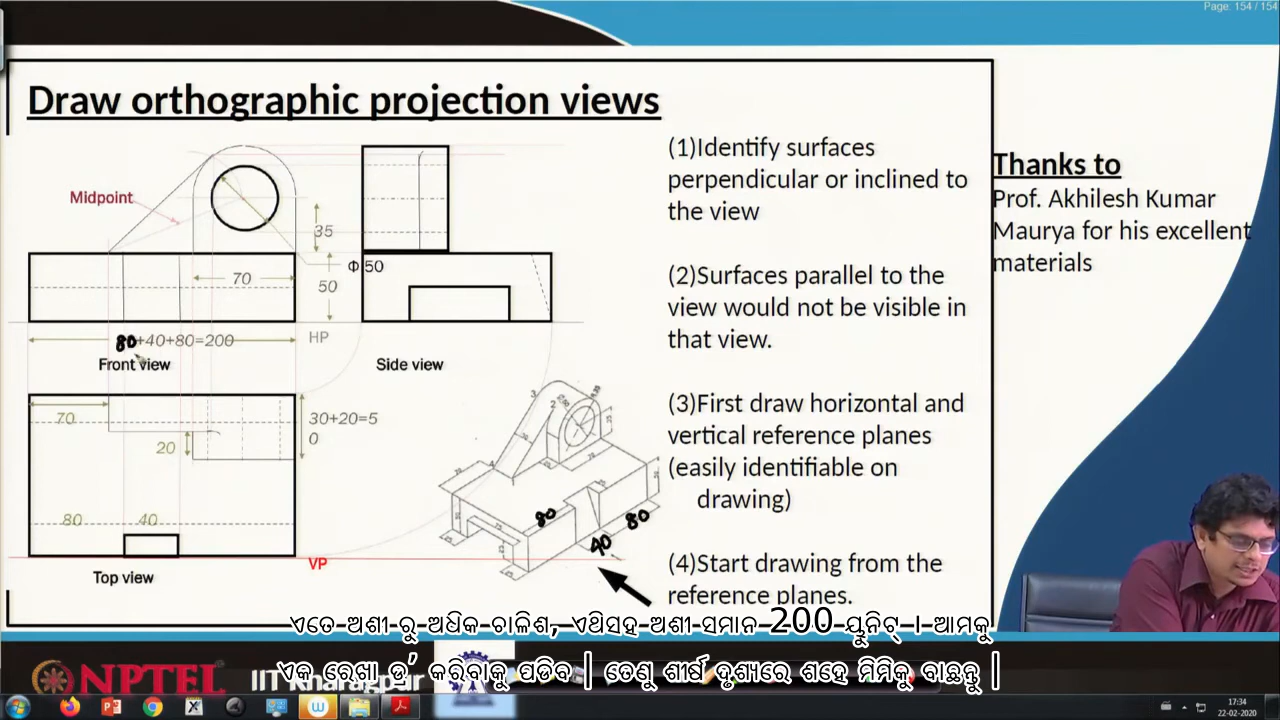 Page: 154 / 154
Draw orthographic projection views
Midpoint
35
Φ 50
70
50
80+40+80=200
HP
Front view
Side view
70
30+20=5
0
20
80
40
VP
Top view
80
40
80
(1)Identify surfaces
perpendicular or inclined to
the view
(2)Surfaces parallel to the
view would not be visible in
that view.
(3)First draw horizontal and
vertical reference planes
(easily identifiable on
drawing)
(4)Start drawing from the
reference planes.
Thanks to
Prof. Akhilesh Kumar
Maurya for his excellent
materials
ଏତେ ଅଶୀ ରୁ ଅଧିକ ଚାଳିଶ, ଏଥିସହ ଅଶୀ ସମାନ 200 ୟୁନିଟ୍ । ଆମକୁ
ଏକ ରେଖା ଡ୍ର' କରିବାକୁ ପଡିବ | ତେଣୁ ଶୀର୍ଷ ଦୃଶ୍ୟରେ ଶହେ ମିମିକୁ ବାଛନ୍ତୁ |
NPTEL
IIT Kharagpur
17:34
22-02-2020